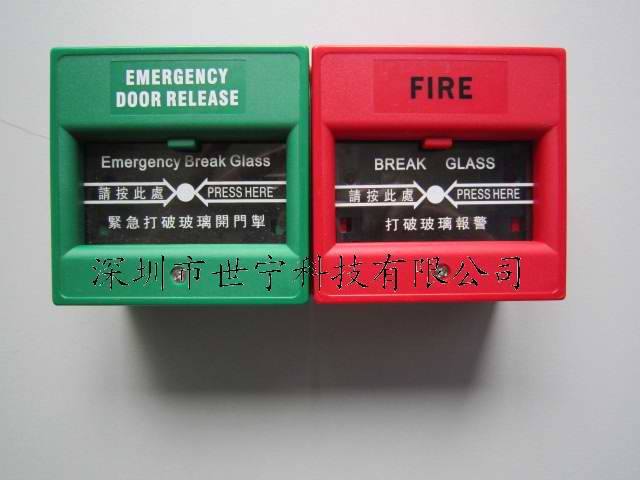 EMERGENCY
DOOR RELEASE
Emergency Break Glass
請按此處 PRESS HERE
緊急打破玻璃開門掣
FIRE
BREAK GLASS
請按此處 PRESS HERE
打破玻璃報警
深圳市世宁科技有限公司